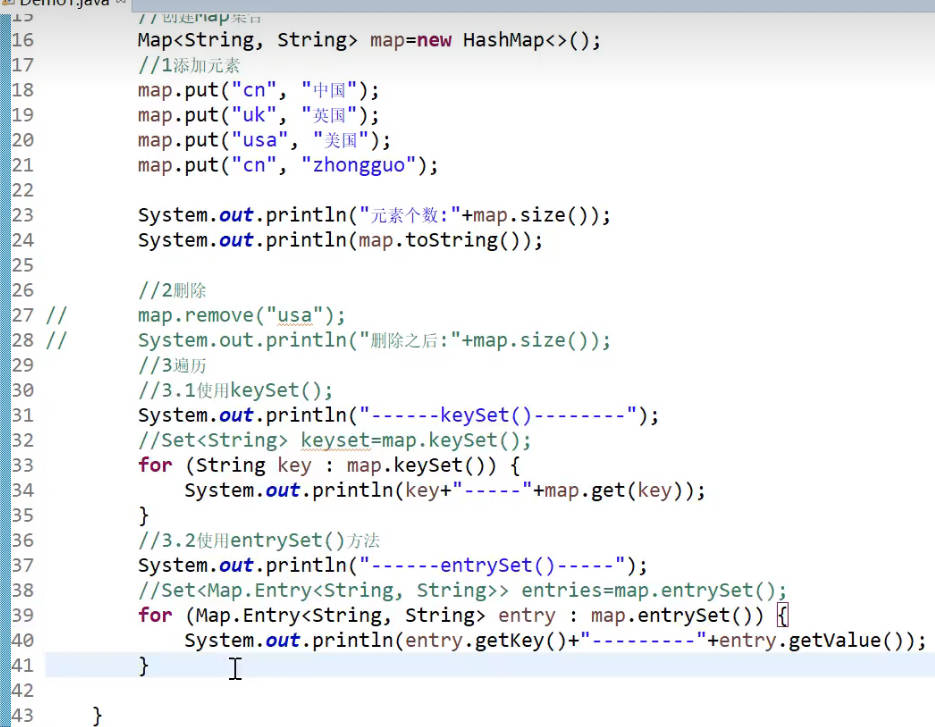 Demo1.java
15 //创建Map集合
16 Map<String, String> map=new HashMap<>();
17 //1添加元素
18 map.put("cn", "中国");
19 map.put("uk", "英国");
20 map.put("usa", "美国");
21 map.put("cn", "zhongguo");
22
23 System.out.println("元素个数:"+map.size());
24 System.out.println(map.toString());
25
26 //2删除
27 // map.remove("usa");
28 // System.out.println("删除之后:"+map.size());
29 //3遍历
30 //3.1使用keySet();
31 System.out.println("------keySet()--------");
32 //Set<String> keyset=map.keySet();
33 for (String key : map.keySet()) {
34 System.out.println(key+"-----"+map.get(key));
35 }
36 //3.2使用entrySet()方法
37 System.out.println("------entrySet()-----");
38 //Set<Map.Entry<String, String>> entries=map.entrySet();
39 for (Map.Entry<String, String> entry : map.entrySet()) {
40 System.out.println(entry.getKey()+"---------"+entry.getValue());
41 }
42
43 }